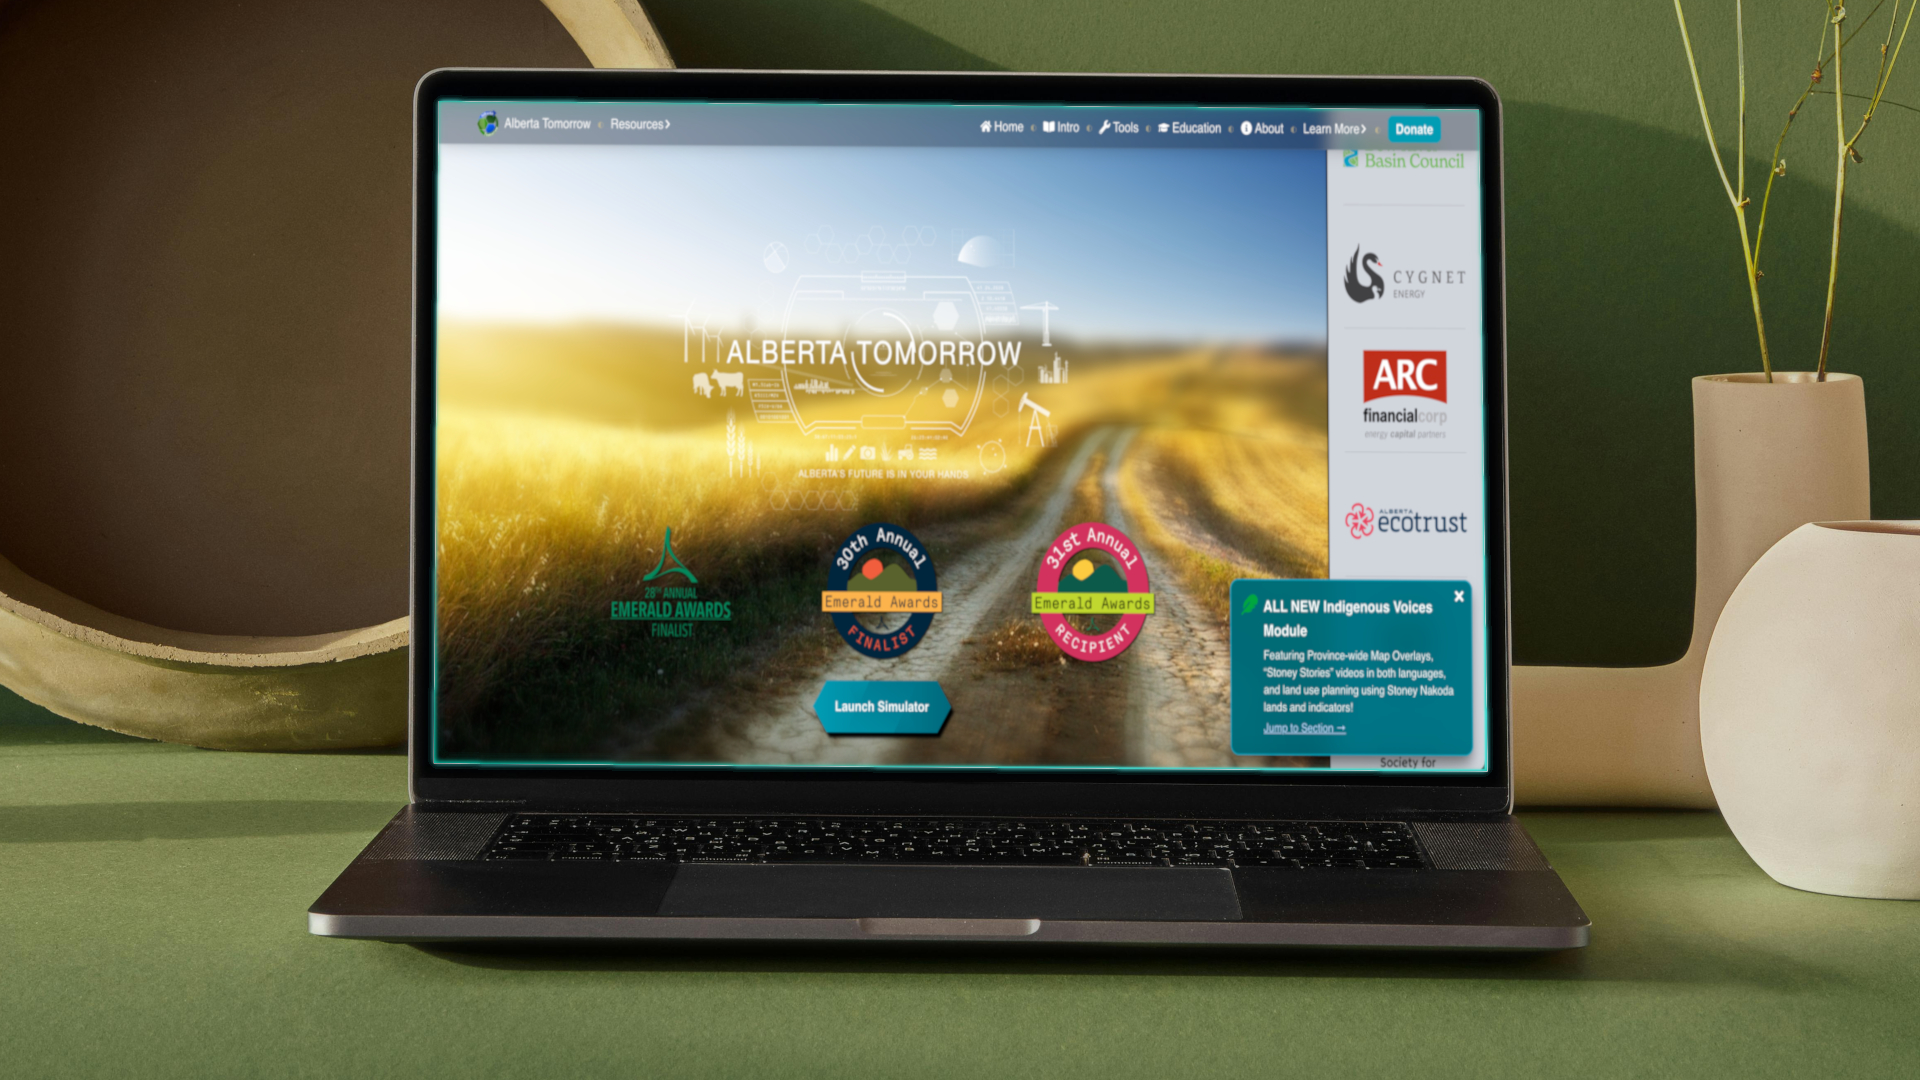 Alberta Tomorrow
Resources
Home
Intro
Tools
Education
About
Learn More
Donate
Basin Council
CYGNET
ENERGY
ARC
financialcorp
energy capital partners
ALBERTA
ecotrust
ALBERTA TOMORROW
ALBERTA'S FUTURE IS IN YOUR HANDS
28TH ANNUAL
EMERALD AWARDS
FINALIST
30th Annual
Emerald Awards
FINALIST
31st Annual
Emerald Awards
RECIPIENT
Launch Simulator
ALL NEW Indigenous Voices
Module
Featuring Province-wide Map Overlays,
“Stoney Stories” videos in both languages,
and land use planning using Stoney Nakoda
lands and indicators!
Jump to Section →
Society for